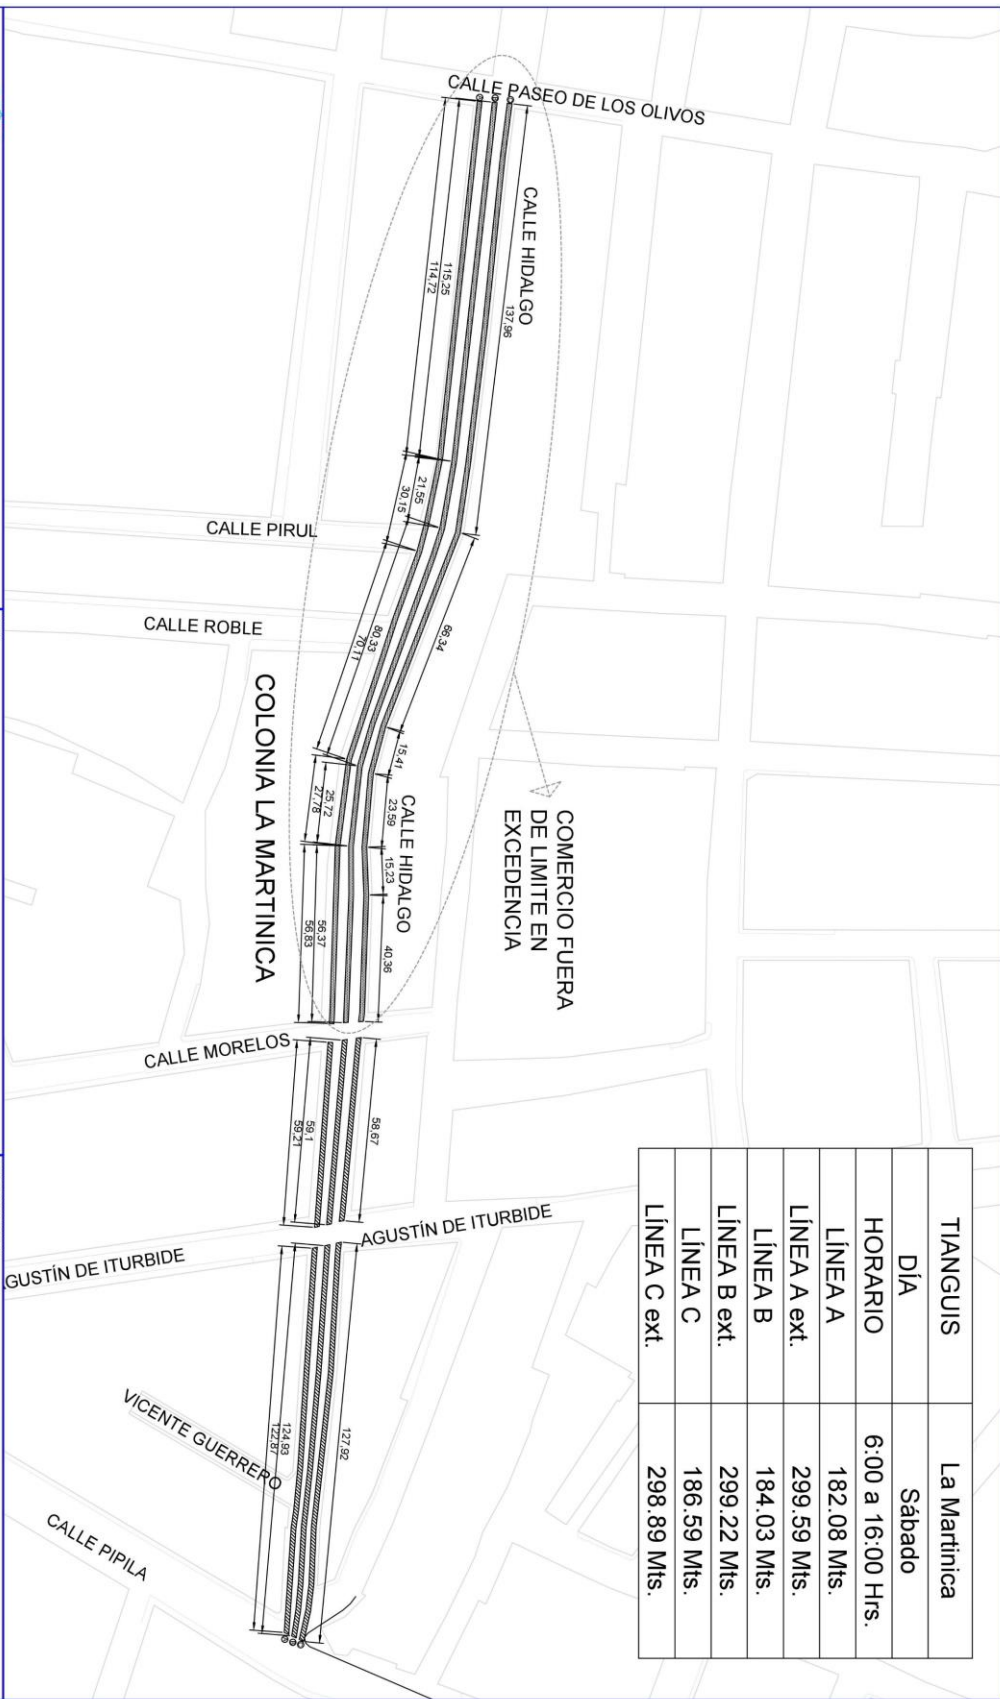 TIANGUIS La Martinica
DÍA Sábado
HORARIO 6:00 a 16:00 Hrs.
LÍNEA A 182.08 Mts.
LÍNEA A ext. 299.59 Mts.
LÍNEA B 184.03 Mts.
LÍNEA B ext. 299.22 Mts.
LÍNEA C 186.59 Mts.
LÍNEA C ext. 298.89 Mts.
CALLE PASEO DE LOS OLIVOS
CALLE HIDALGO
137,96
115,25
114,72
21,55
30,15
CALLE PIRUL
CALLE ROBLE
80,33
70,11
66,34
15,41
23,59
15,23
40,36
CALLE HIDALGO
25,72
27,78
56,37
56,83
COMERCIO FUERA
DE LIMITE EN
EXCEDENCIA
COLONIA LA MARTINICA
CALLE MORELOS
58,67
59,1
59,21
AGUSTÍN DE ITURBIDE
GUSTÍN DE ITURBIDE
127,92
124,93
122,87
VICENTE GUERRERO
CALLE PIPILA